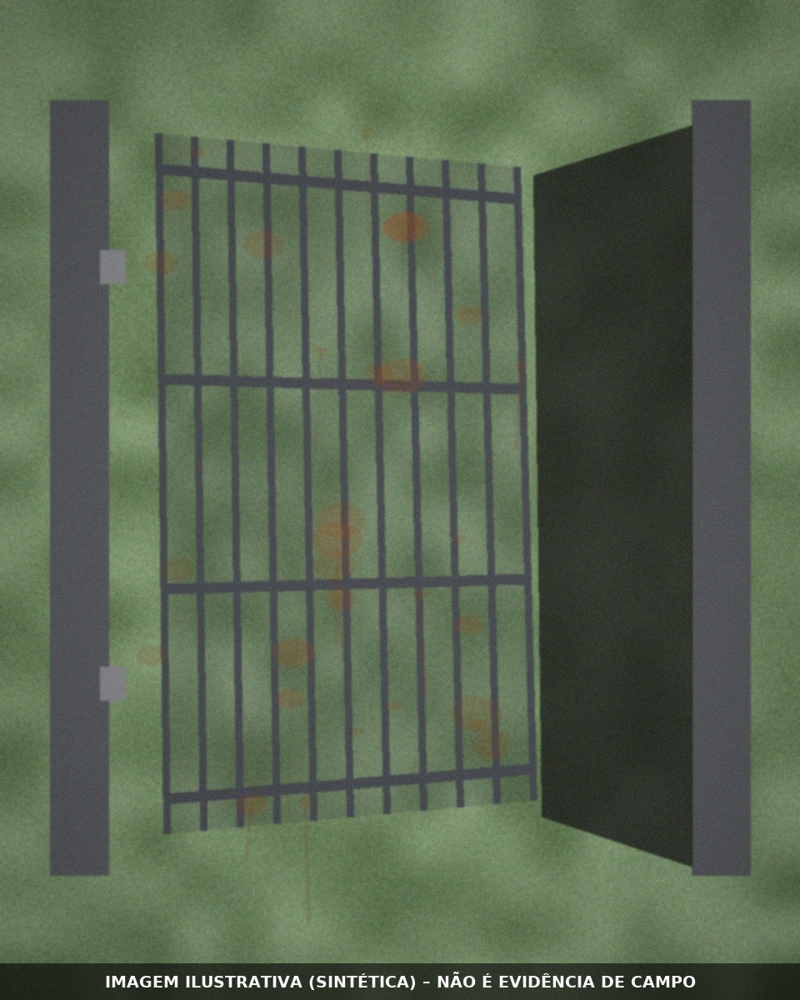 IMAGEM ILUSTRATIVA (SINTÉTICA) – NÃO É EVIDÊNCIA DE CAMPO